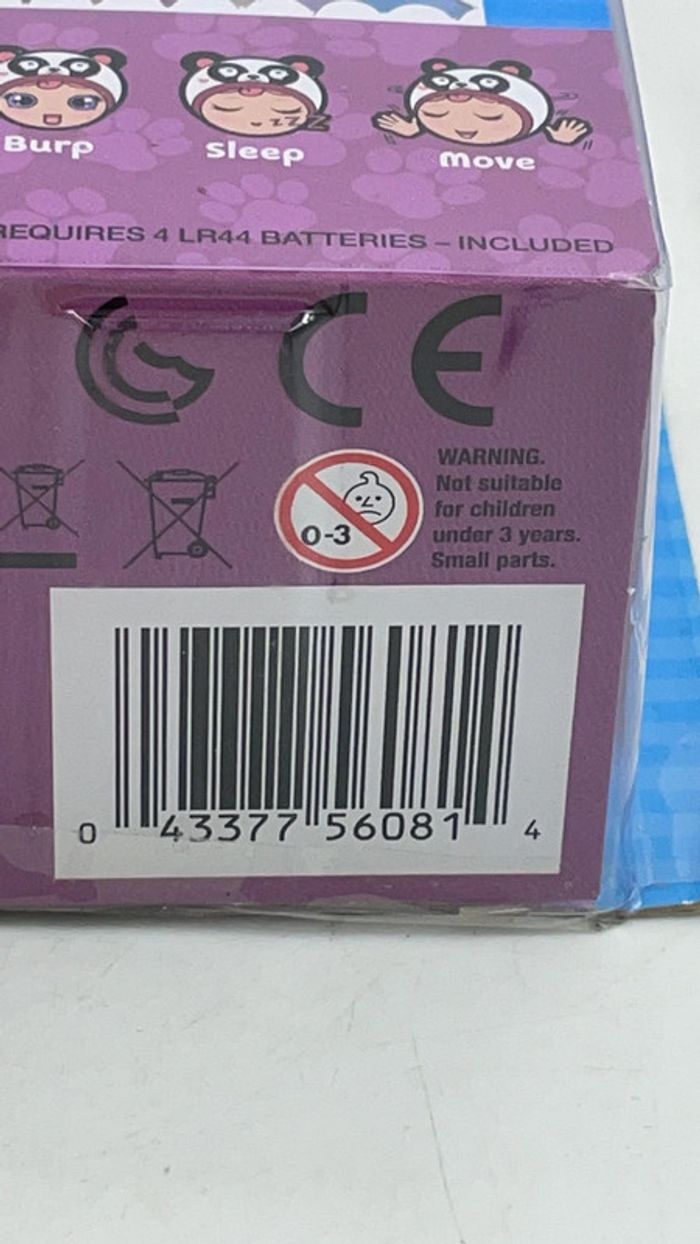 Burp
Sleep
zzZ
Move
REQUIRES 4 LR44 BATTERIES – INCLUDED
CE
WARNING.
Not suitable
for children
under 3 years.
Small parts.
0-3
0 43377 56081 4